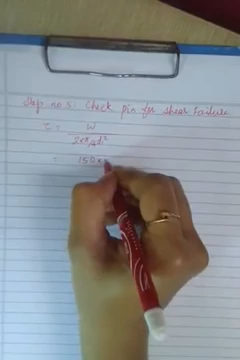 Step no 5: Check pin for shear failure
τ = W
2×π/4 d²
= 150×